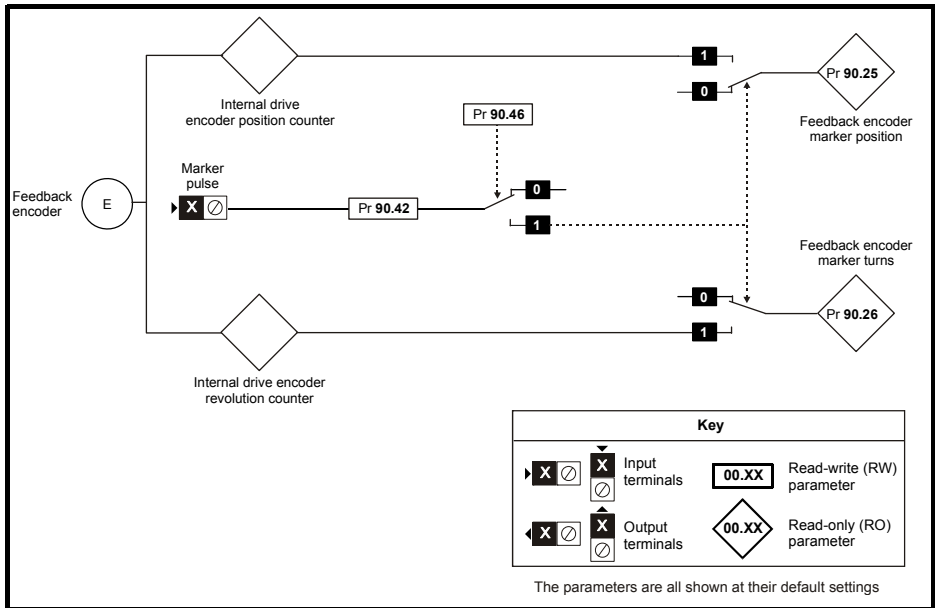 1
0
Pr 90.25
Internal drive
encoder position counter
Feedback encoder
marker position
Pr 90.46
Marker
pulse
Feedback
encoder
E
X
Pr 90.42
0
1
Feedback encoder
marker turns
0
1
Pr 90.26
Internal drive encoder
revolution counter
Key
X
X
Input
terminals
00.XX
Read-write (RW)
parameter
X
X
Output
terminals
00.XX
Read-only (RO)
parameter
The parameters are all shown at their default settings